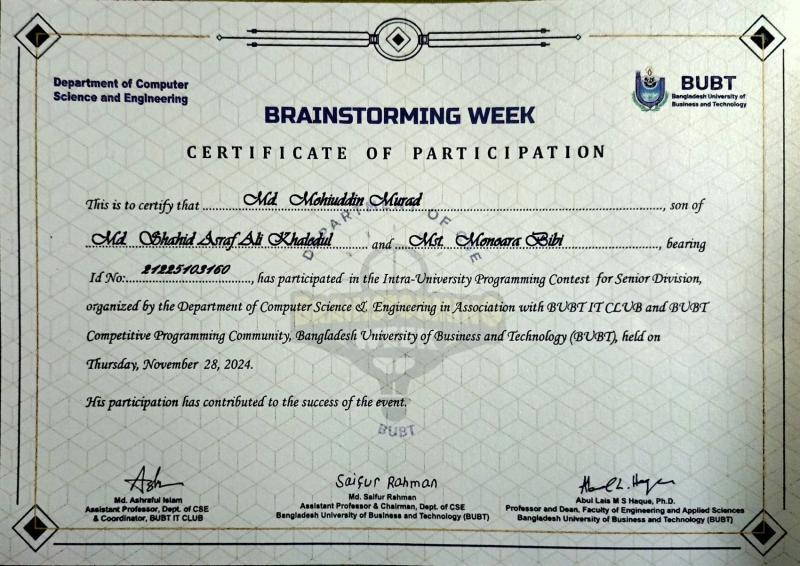 Department of Computer
Science and Engineering
BUBT
Bangladesh University of
Business and Technology
BRAINSTORMING WEEK
CERTIFICATE OF PARTICIPATION
This is to certify that Md. Mohiuddin Murad, son of
Md. Shahid Asraf Ali Khaledul and Mst. Monoara Bibi, bearing
Id No: 21225103160, has participated in the Intra-University Programming Contest for Senior Division,
organized by the Department of Computer Science & Engineering in Association with BUBT IT CLUB and BUBT
Competitive Programming Community, Bangladesh University of Business and Technology (BUBT), held on
Thursday, November 28, 2024.
His participation has contributed to the success of the event.
DEPARTMENT OF CSE
BUBT
Saifur Rahman
Md. Ashraful Islam
Assistant Professor, Dept. of CSE
& Coordinator, BUBT IT CLUB
Md. Saifur Rahman
Assistant Professor & Chairman, Dept. of CSE
Bangladesh University of Business and Technology (BUBT)
Abul Lais M S Haque, Ph.D.
Professor and Dean, Faculty of Engineering and Applied Sciences
Bangladesh University of Business and Technology (BUBT)